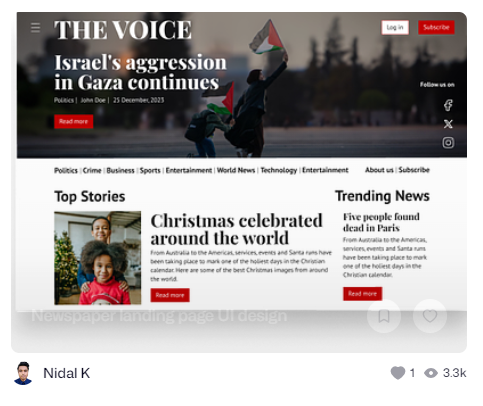 THE VOICE
Log in
Subscribe
Israel's aggression
in Gaza continues
Politics | John Doe | 25 December, 2023
Read more
Follow us on
Politics | Crime | Business | Sports | Entertainment | World News | Technology | Entertainment
About us | Subscribe
Top Stories
Christmas celebrated
around the world
From Australia to the Americas, services, events and Santa runs have
been taking place to mark one of the holiest days in the Christian
calendar. Here are some of the best Christmas images from around
the world.
Read more
Trending News
Five people found
dead in Paris
From Australia to the Americas,
services, events and Santa runs
have been taking place to mark
one of the holiest days in the
Christian calendar.
Read more
Newspaper landing page UI design
Nidal K
1
3.3k